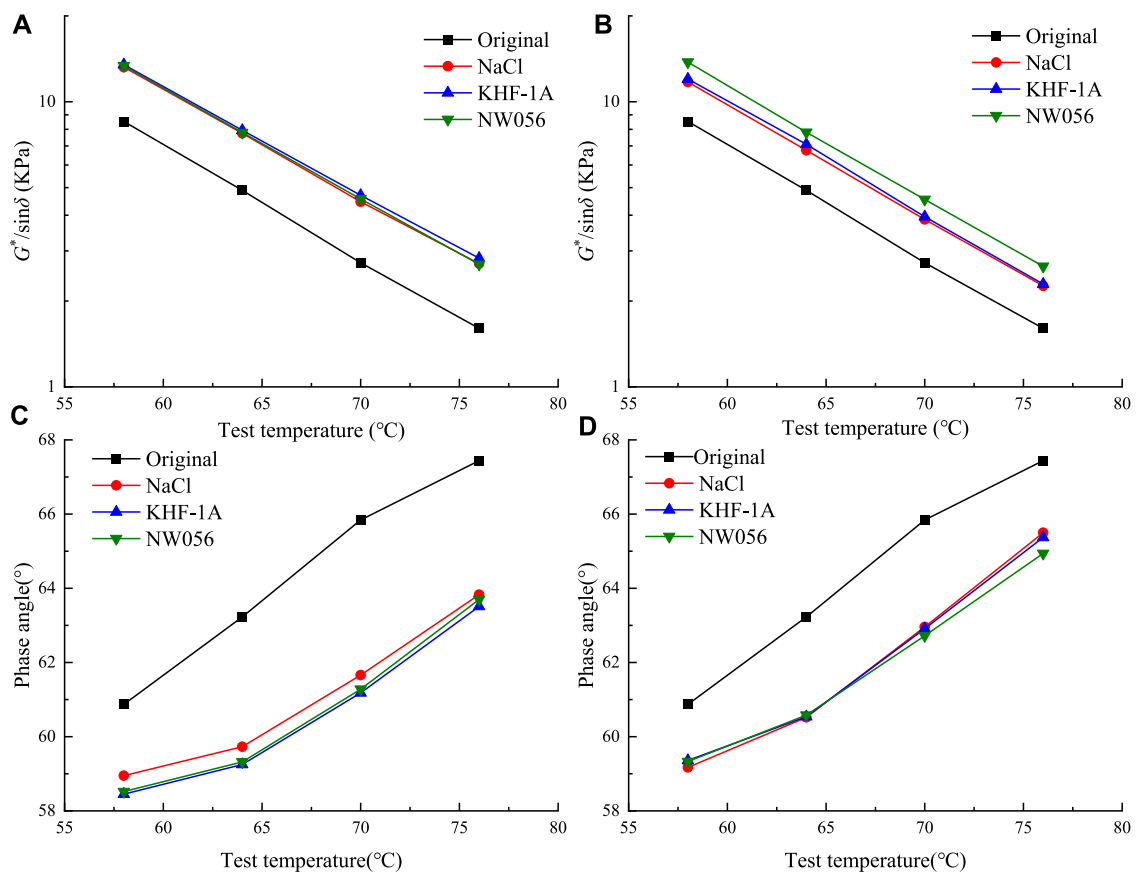 A
Original
NaCl
KHF-1A
NW056
10
1
G*/sinδ (KPa)
55 60 65 70 75 80
Test temperature (℃)
B
Original
NaCl
KHF-1A
NW056
10
1
G*/sinδ (KPa)
55 60 65 70 75 80
Test temperature (℃)
C
Original
NaCl
KHF-1A
NW056
68
66
64
62
60
58
Phase angle(°)
55 60 65 70 75 80
Test temperature(℃)
D
Original
NaCl
KHF-1A
NW056
68
66
64
62
60
58
Phase angle(°)
55 60 65 70 75 80
Test temperature(℃)